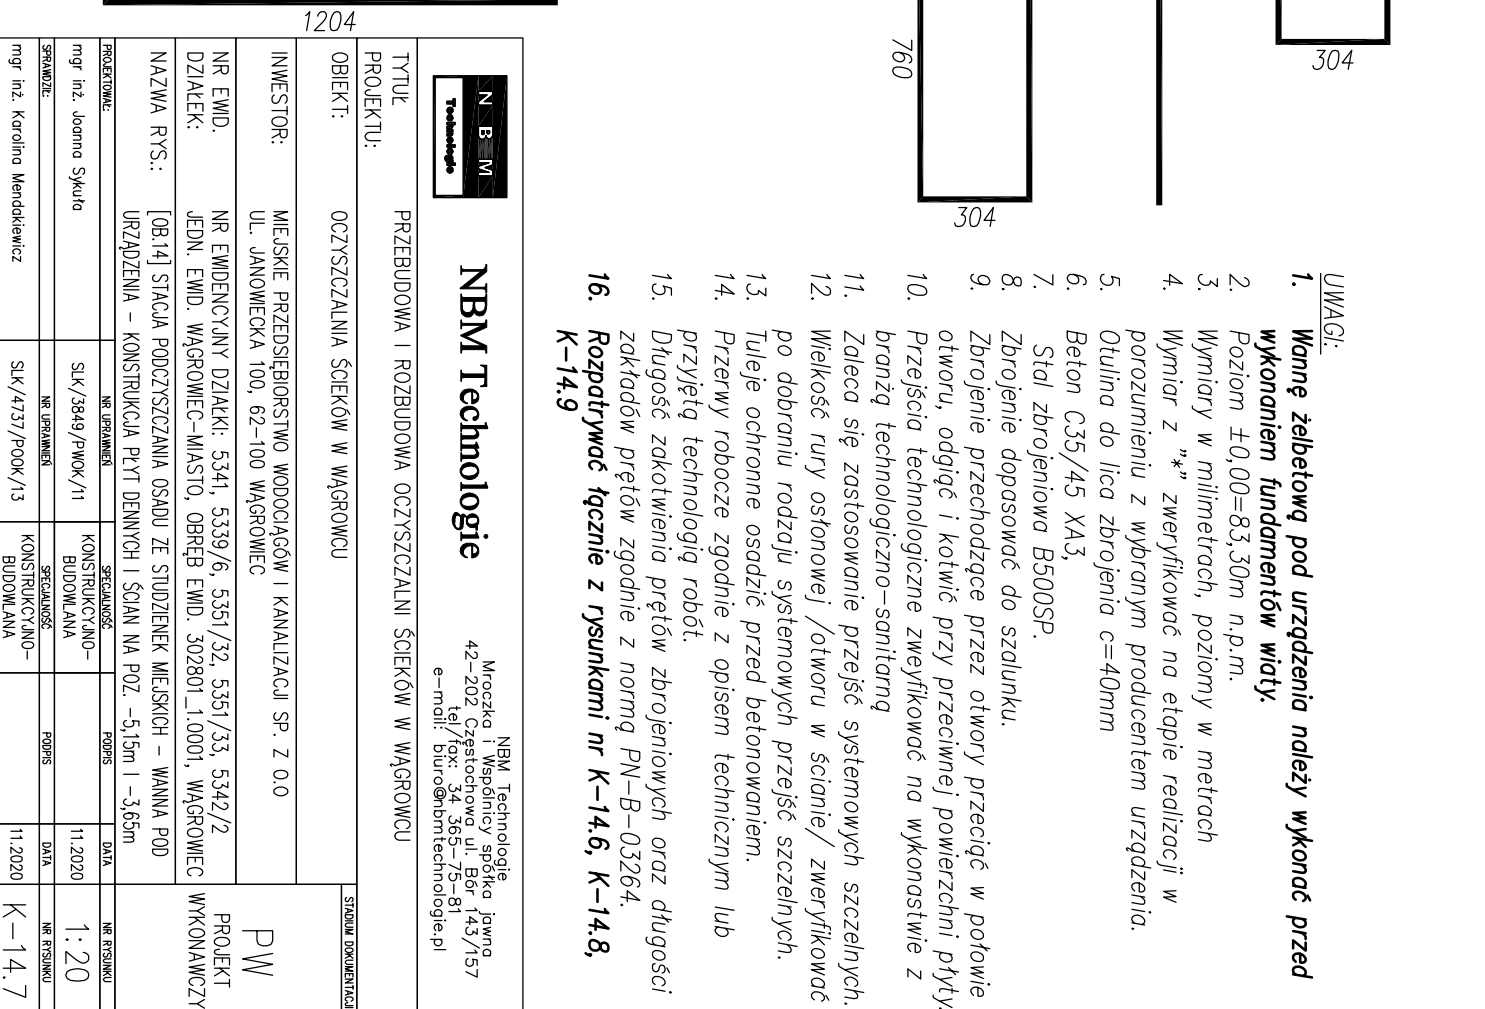 1204
760
304
304
UWAGI:
1. Wannę żelbetową pod urządzenia należy wykonać przed
wykonaniem fundamentów wiaty.
2. Poziom ±0,00=83,30m n.p.m.
3. Wymiary w milimetrach, poziomy w metrach
4. Wymiar z "*" zweryfikować na etapie realizacji w
porozumieniu z wybranym producentem urządzenia.
5 Otulina do lica zbrojenia c=40mm
6. Beton C35/45 XA3,
7. Stal zbrojeniowa B500SP.
8. Zbrojenie dopasować do szalunku.
9. Zbrojenie przechodzące przez otwory przeciąć w połowie
otworu, odgiąć i kotwić przy przeciwnej powierzchni płyty.
10. Przejścia technologiczne zweyfikować na wykonastwie z
branżą technologiczno-sanitarną
11. Zaleca się zastosowanie przejść systemowych szczelnych.
12. Wielkość rury osłonowej /otworu w ścianie/ zweryfikować
po dobraniu rodzaju systemowych przejść szczelnych.
13. Tuleje ochronne osadzić przed betonowaniem.
14. Przerwy robocze zgodnie z opisem technicznym lub
przyjętą technologią robót.
15. Długość zakotwienia prętów zbrojeniowych oraz długości
zakładów prętów zgodnie z normą PN-B-03264.
16. Rozpatrywać łącznie z rysunkami nr K-14.6, K-14.8,
K-14.9
N B M
Technologie
NBM Technologie
NBM Technologie
Mroczka i Wspólnicy spółka jawna
42-202 Częstochowa ul. Bór 143/157
tel/fax: 34 365-75-81
e-mail: biuro@nbmtechnologie.pl
TYTUŁ
PROJEKTU:
PRZEBUDOWA I ROZBUDOWA OCZYSZCZALNI ŚCIEKÓW W WĄGROWCU
OBIEKT:
OCZYSZCZALNIA ŚCIEKÓW W WĄGROWCU
STADIUM DOKUMENTACJI
INWESTOR:
MIEJSKIE PRZEDSIĘBIORSTWO WODOCIĄGÓW I KANALIZACJI SP. Z O.O
UL. JANOWIECKA 100, 62-100 WĄGROWIEC
PW
PROJEKT
WYKONAWCZY
NR EWID.
DZIAŁEK:
NR EWIDENCYJNY DZIAŁKI: 5341, 5339/6, 5351/32, 5351/33, 5342/2
JEDN. EWID. WĄGROWIEC-MIASTO, OBRĘB EWID. 302801_1.0001, WĄGROWIEC
NAZWA RYS.:
[OB.14] STACJA PODCZYSZCZANIA OSADU ZE STUDZIENEK MIEJSKICH - WANNA POD
URZĄDZENIA - KONSTRUKCJA PŁYT DENNYCH I ŚCIAN NA POZ. -5,15m I -3,65m
PROJEKTOWAŁ: NR UPRAWNIEŃ SPECJALNOŚĆ PODPIS DATA NR RYSUNKU
mgr inż. Joanna Sykuła SLK/3849/PWOK/11 KONSTRUKCYJNO-
BUDOWLANA 11.2020 1:20
SPRAWDZIŁ: NR UPRAWNIEŃ SPECJALNOŚĆ PODPIS DATA NR RYSUNKU
mgr inż. Karolina Mendakiewicz SLK/4737/POOK/13 KONSTRUKCYJNO-
BUDOWLANA 11.2020 K-14.7